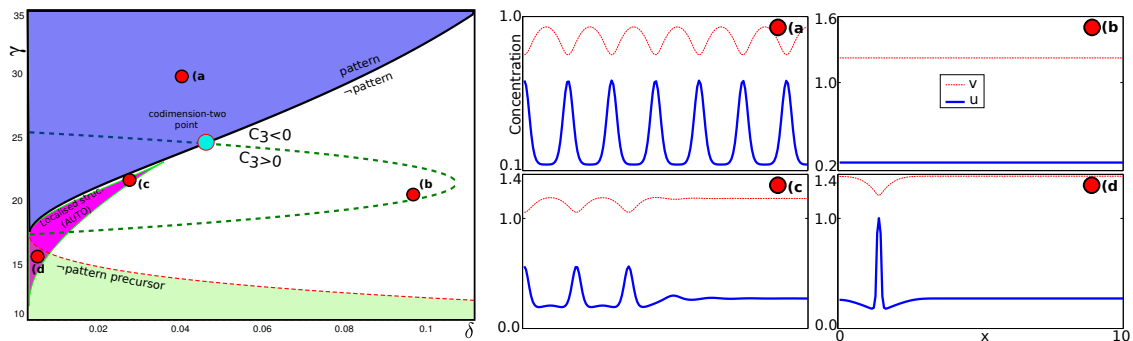 35
γ
30
25
20
15
10
0.02
0.04
0.06
0.08
0.1
δ
(a
pattern
¬pattern
codimension-two
point
C3<0
C3>0
(c
(b
Localised struc.
(AUTO)
(d
¬pattern precursor
1.0
Concentration
0.1
(a
1.6
1.0
0.2
(b
v
u
1.4
1.0
0.0
(c
1.4
1.0
0.0
(d
0
x
10